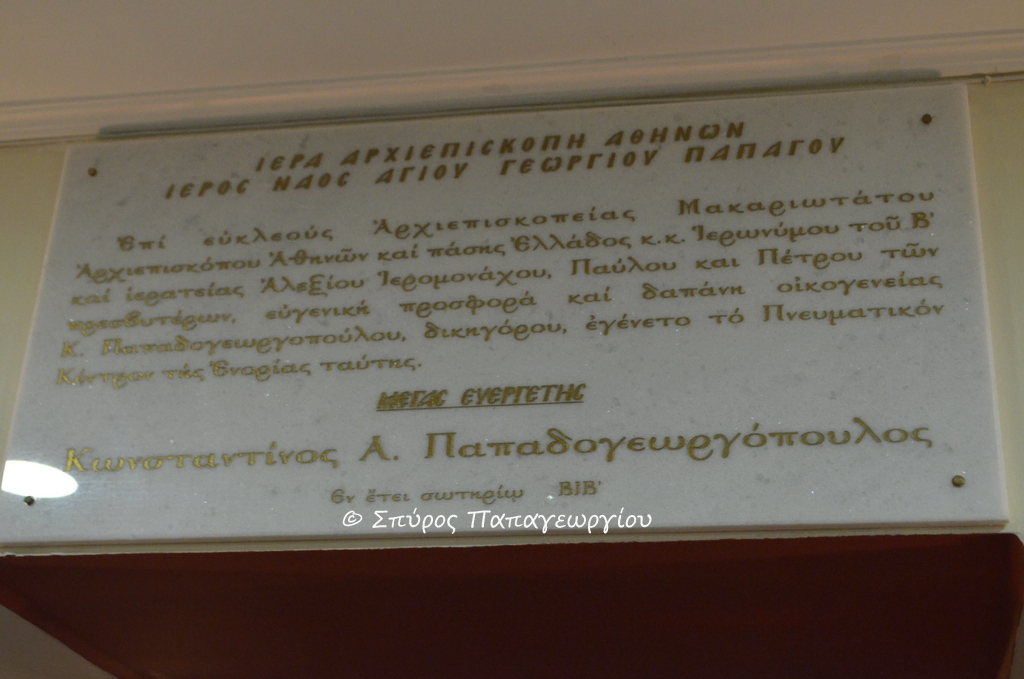 ΙΕΡΑ ΑΡΧΙΕΠΙΣΚΟΠΗ ΑΘΗΝΩΝ
ΙΕΡΟΣ ΝΑΟΣ ΑΓΙΟΥ ΓΕΩΡΓΙΟΥ ΠΑΠΑΓΟΥ
Ἐπί εὐκλεοῦς Ἀρχιεπισκοπείας Μακαριωτάτου
Ἀρχιεπισκόπου Ἀθηνῶν καί πάσης Ἑλλάδος κ.κ. Ἱερωνύμου τοῦ Β'
καί ἱερατείας Ἀλεξίου Ἱερομονάχου, Παύλου και Πέτρου τῶν
πρεσβυτέρων, εὐγενική προσφορά καί δαπάνη οἰκογενείας
Κ. Παπαδογεωργοπούλου, δικηγόρου, ἐγένετο τό Πνευματικόν
Κέντρον τῆς Ἐνορίας ταύτης.
ΜΕΓΑΣ ΕΥΕΡΓΕΤΗΣ
Κωνσταντίνος Α. Παπαδογεωργόπουλος
Εν ἔτει σωτηρίῳ ΒΙΒ'
© Σπύρος Παπαγεωργίου